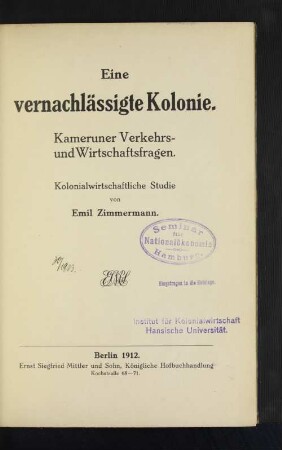 Eine
vernachlässigte Kolonie.
Kameruner Verkehrs-
und Wirtschaftsfragen.
Kolonialwirtschaftliche Studie
von
Emil Zimmermann.
Seminar
für
Nationalökonomie
Hamburg.
Institut für Kolonialwirtschaft
Hansische Universität.
Berlin 1912.
Ernst Siegfried Mittler und Sohn, Königliche Hofbuchhandlung
Kochstraße 68—71.